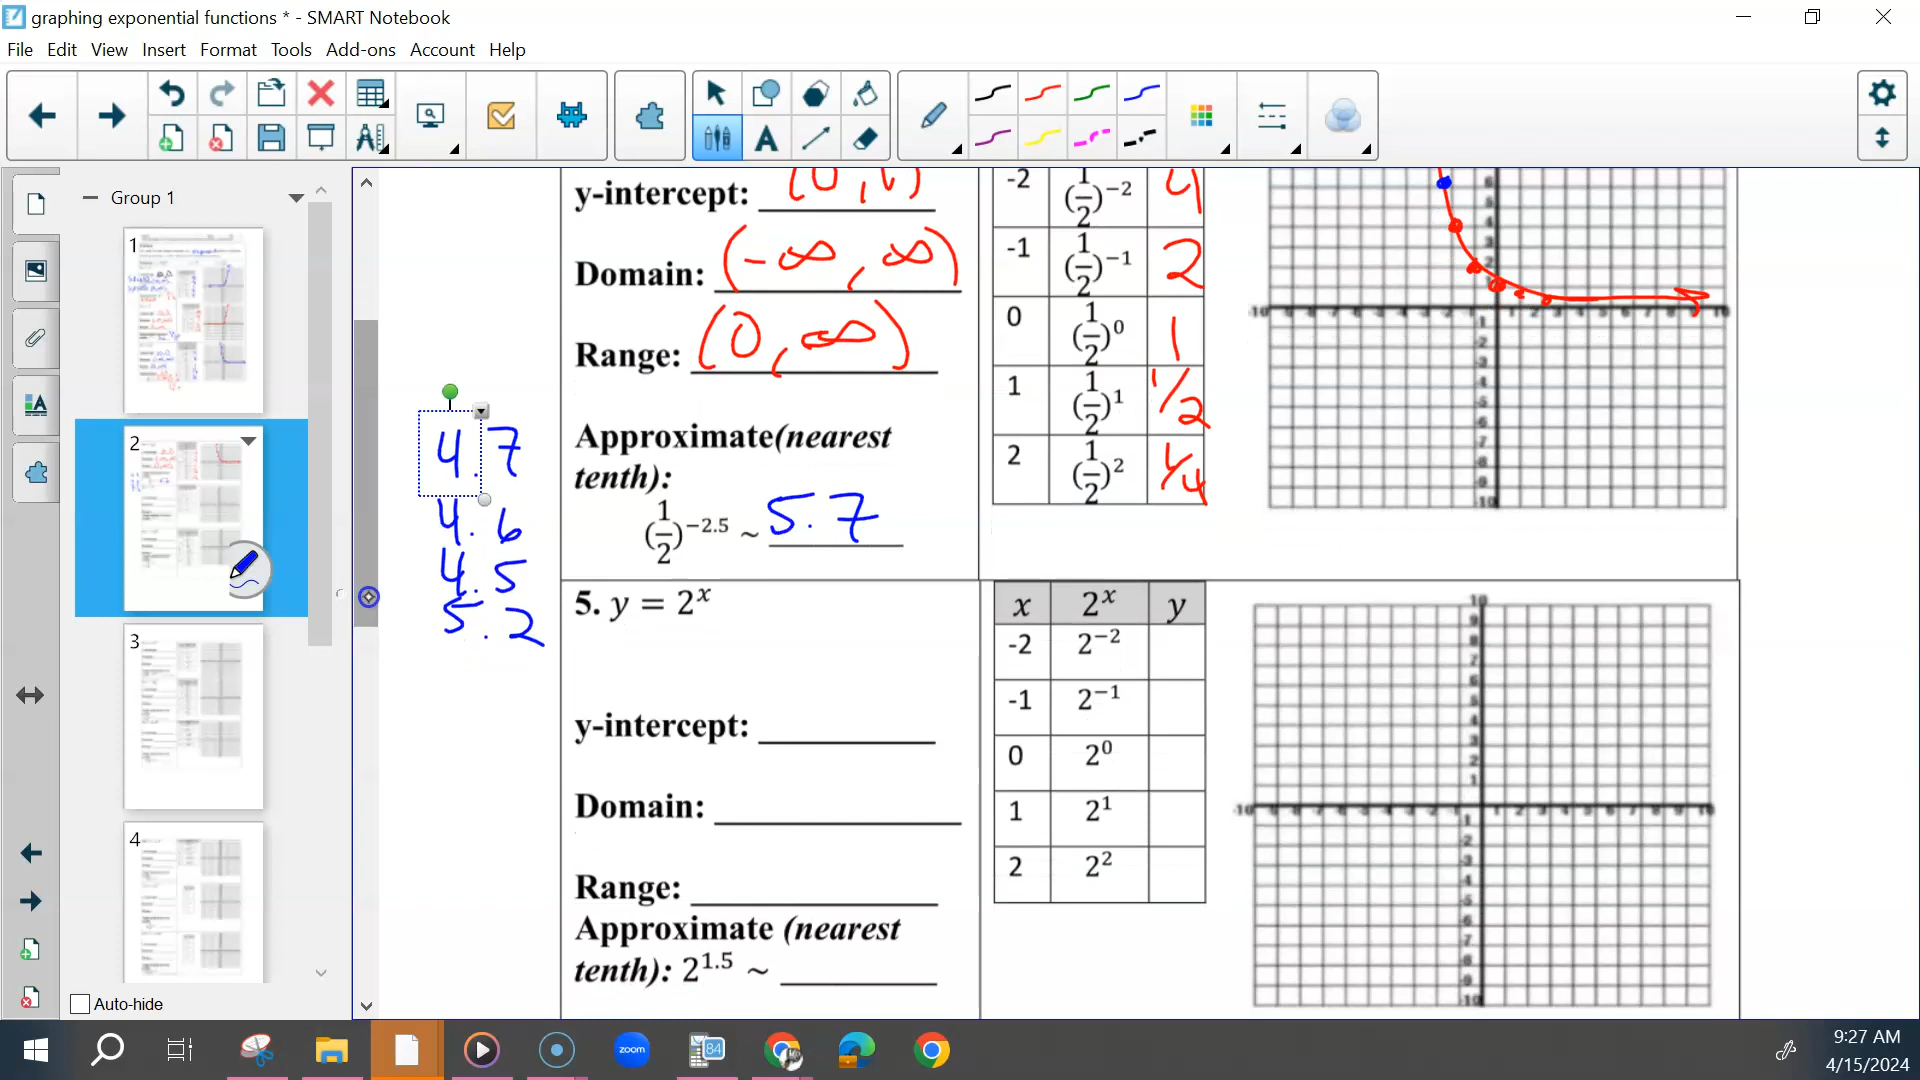 graphing exponential functions * - SMART Notebook
File Edit View Insert Format Tools Add-ons Account Help
Group 1
1
2
3
4
Auto-hide
y-intercept: (0, 1)
Domain: (-∞, ∞)
Range: (0, ∞)
Approximate(nearest
tenth):
(1/2)^-2.5 ~ 5.7
4.7
4.6
4.5
5.2
-2 (1/2)^-2 4
-1 (1/2)^-1 2
0 (1/2)^0 1
1 (1/2)^1 1/2
2 (1/2)^2 1/4
5. y = 2^x
y-intercept:
Domain:
Range:
Approximate (nearest
tenth): 2^1.5 ~
x 2^x y
-2 2^-2
-1 2^-1
0 2^0
1 2^1
2 2^2
zoom
84
9:27 AM
4/15/2024